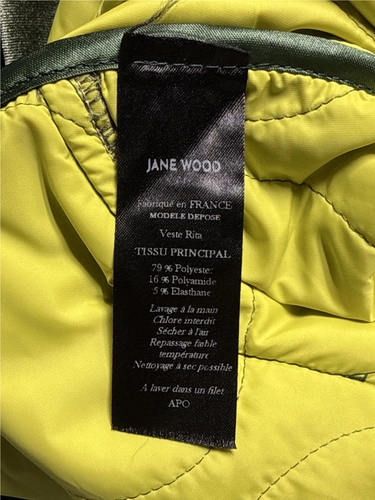 JANE WOOD
Fabriqué en FRANCE
MODELE DEPOSE
Veste Rita
TISSU PRINCIPAL
79 % Polyester
16 % Polyamide
5 % Elasthane
Lavage à la main
Chlore interdit
Sécher à l'air
Repassage faible
température
Nettoyage à sec possible
A laver dans un filet
APO